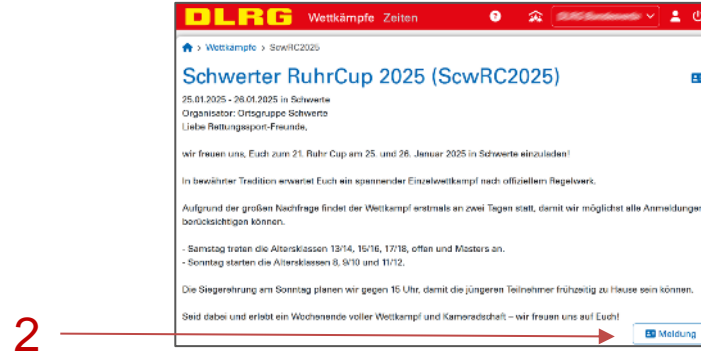 DLRG Wettkämpfe Zeiten
> Wettkämpfe > ScwRC2025
Schwerter RuhrCup 2025 (ScwRC2025)
25.01.2025 - 26.01.2025 in Schwerte
Organisator: Ortsgruppe Schwerte
Liebe Rettungssport-Freunde,
wir freuen uns, Euch zum 21. Ruhr Cup am 25. und 26. Januar 2025 in Schwerte einzuladen!
In bewährter Tradition erwartet Euch ein spannender Einzelwettkampf nach offiziellem Regelwerk.
Aufgrund der großen Nachfrage findet der Wettkampf erstmals an zwei Tagen statt, damit wir möglichst alle Anmeldungen
berücksichtigen können.
- Samstag treten die Altersklassen 13/14, 15/16, 17/18, offen und Masters an.
- Sonntag starten die Altersklassen 8, 9/10 und 11/12.
Die Siegerehrung am Sonntag planen wir gegen 15 Uhr, damit die jüngeren Teilnehmer frühzeitig zu Hause sein können.
Seid dabei und erlebt ein Wochenende voller Wettkampf und Kameradschaft – wir freuen uns auf Euch!
2
Meldung